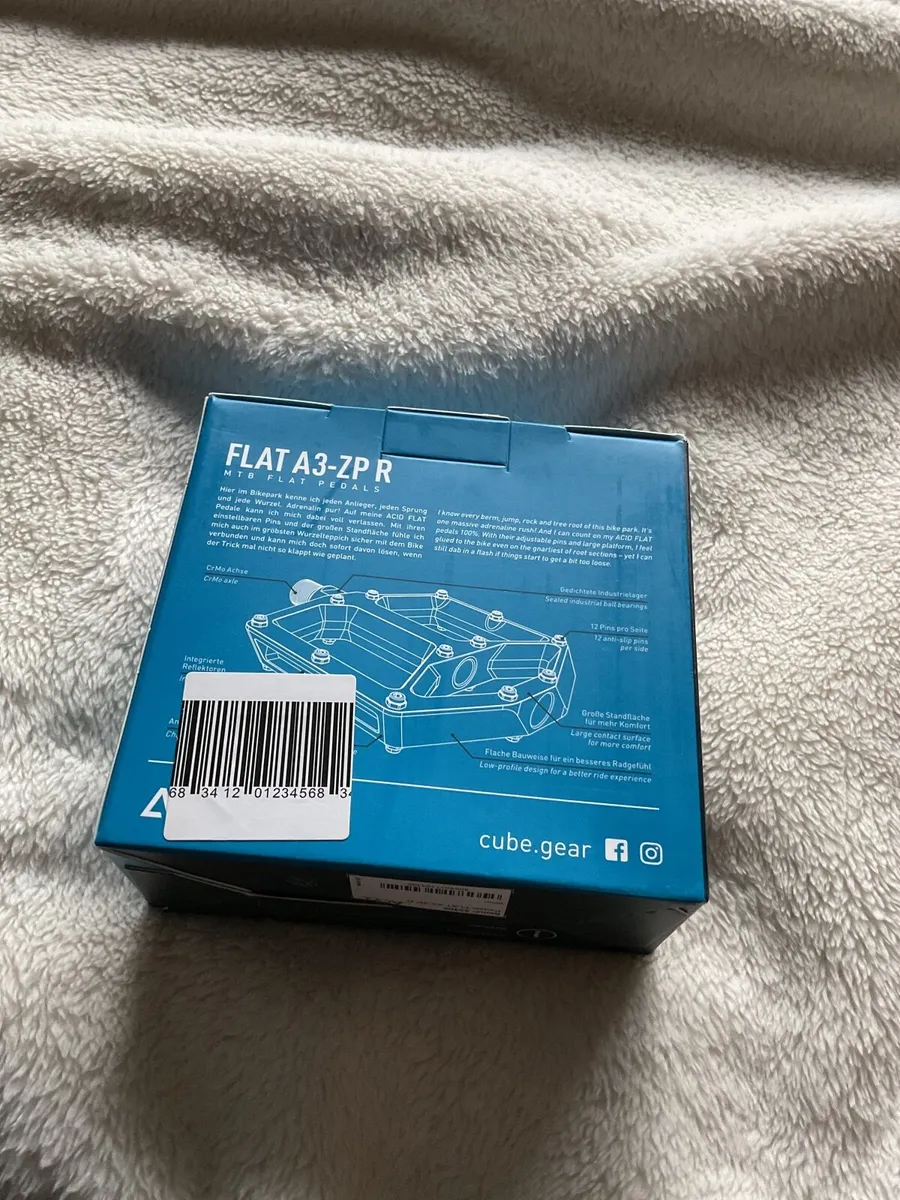 FLAT A3-ZP R
MTB FLAT PEDALS
Hier im Bikepark kenne ich jeden Anlieger, jeden Sprung
und jede Wurzel. Adrenalin pur! Auf meine ACID FLAT
Pedale kann ich mich dabei voll verlassen. Mit ihren
einstellbaren Pins und der großen Standfläche fühle ich
mich auch im gröbsten Wurzelteppich sicher mit dem Bike
verbunden und kann mich doch sofort davon lösen, wenn
der Trick mal nicht so klappt wie geplant.
I know every berm, jump, rock and tree root of this bike park. It's
one massive adrenaline rush! And I can count on my ACID FLAT
pedals 100%. With their adjustable pins and large platform, I feel
glued to the bike even on the gnarliest of root sections – yet I can
still dab in a flash if things start to get a bit too loose.
CrMo Achse
CrMo axle
Gedichtete Industrielager
Sealed industrial ball bearings
12 Pins pro Seite
12 anti-slip pins
per side
Integrierte
Reflektoren
Große Standfläche
für mehr Komfort
Large contact surface
for more comfort
Flache Bauweise für ein besseres Radgefühl
Low-profile design for a better ride experience
68 34 12 01234568 34
cube.gear